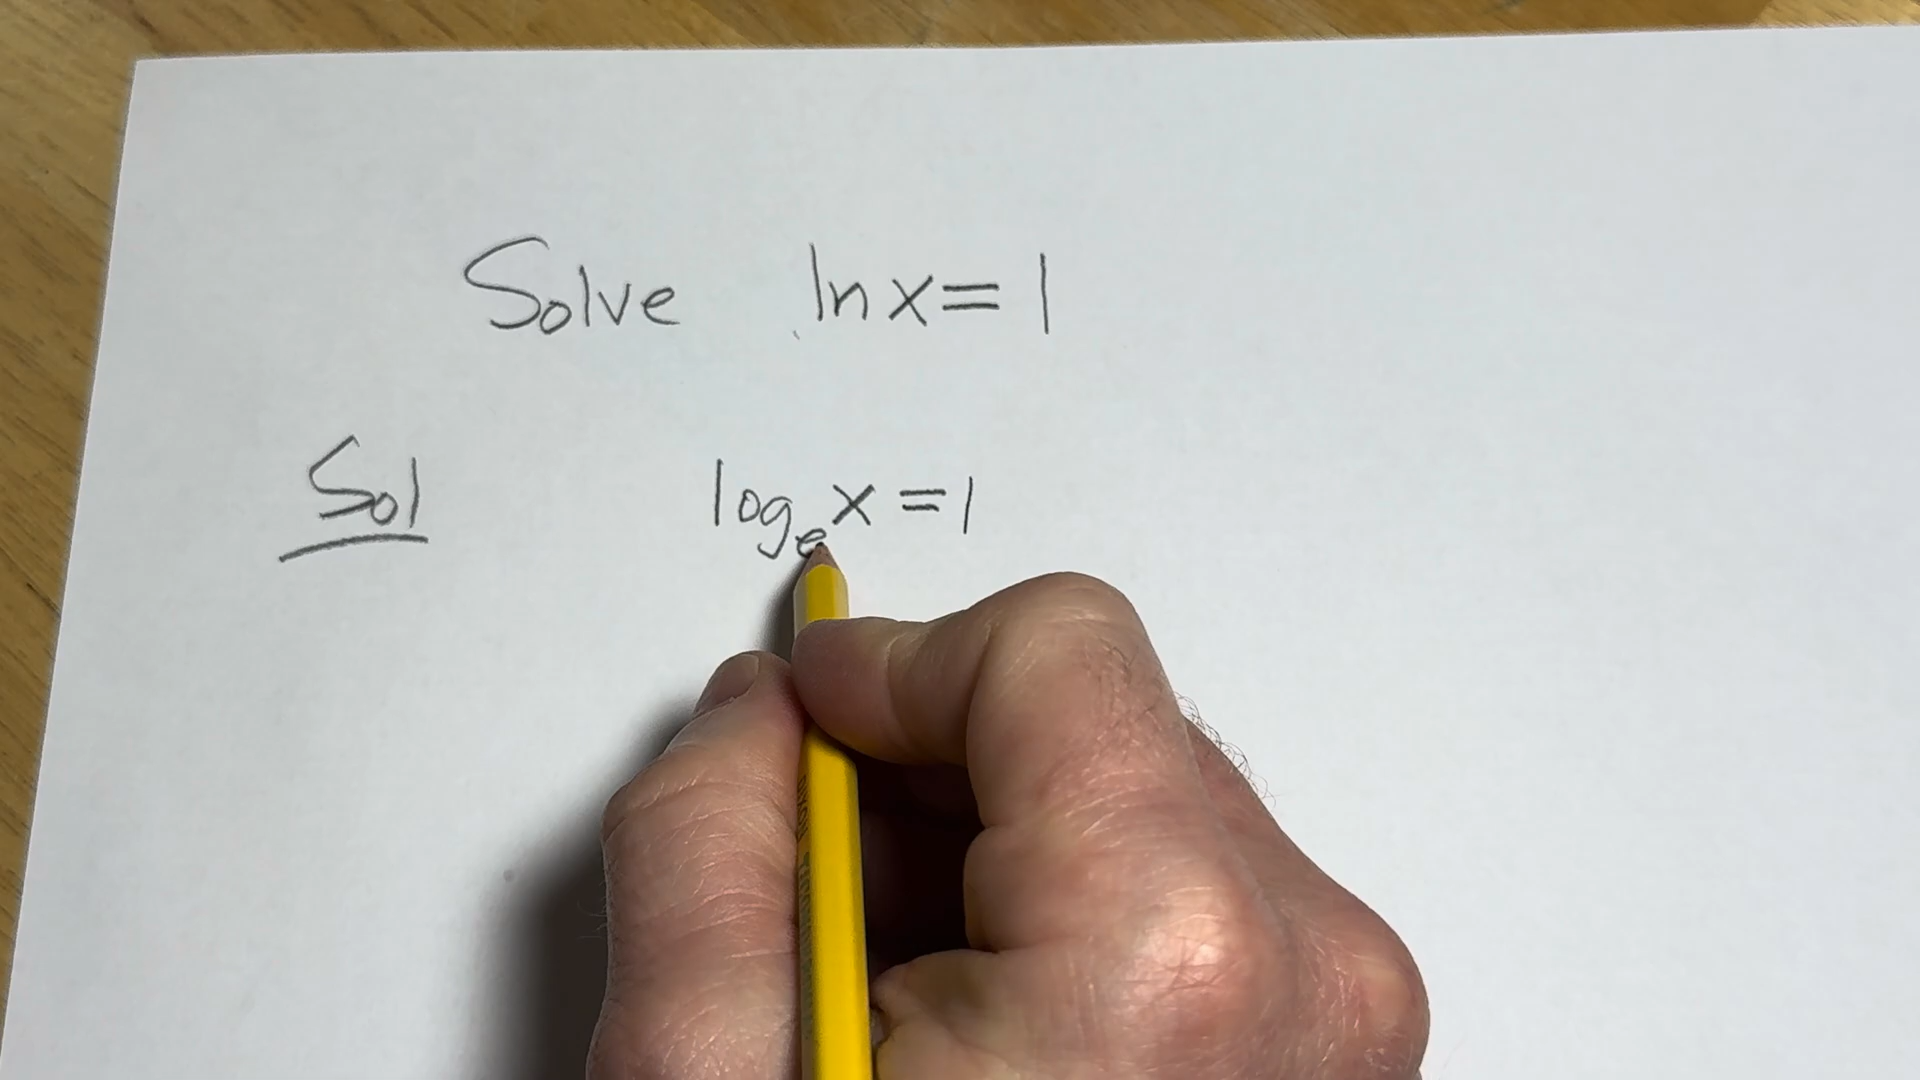 Solve ln x = 1
Sol log_e x = 1